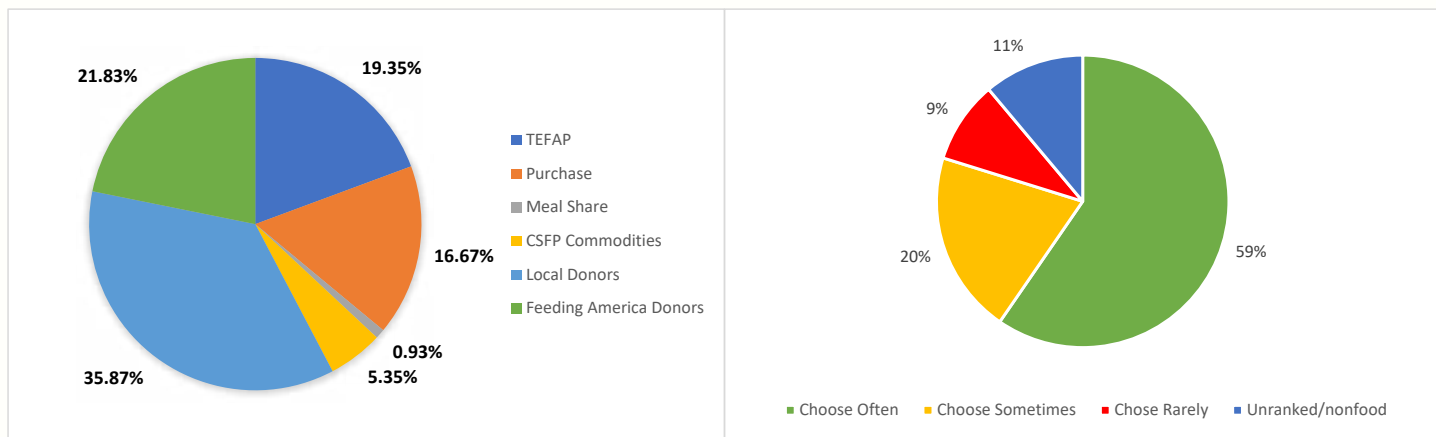 21.83%
19.35%
16.67%
0.93%
5.35%
35.87%
TEFAP
Purchase
Meal Share
CSFP Commodities
Local Donors
Feeding America Donors
11%
9%
20%
59%
Choose Often
Choose Sometimes
Chose Rarely
Unranked/nonfood